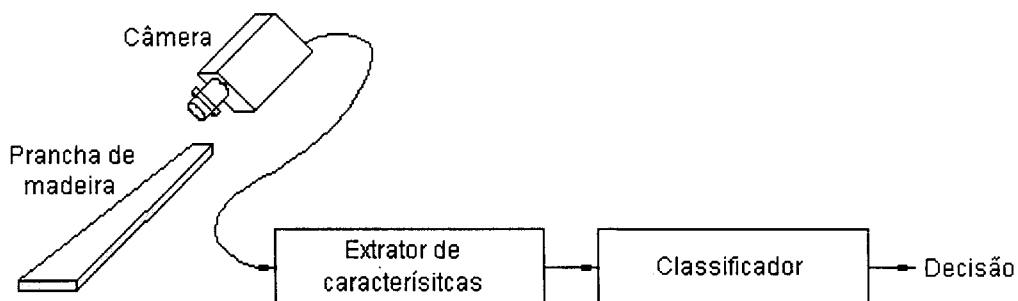 Câmera
Prancha de
madeira
Extrator de
caracterísitcas
Classificador
Decisão